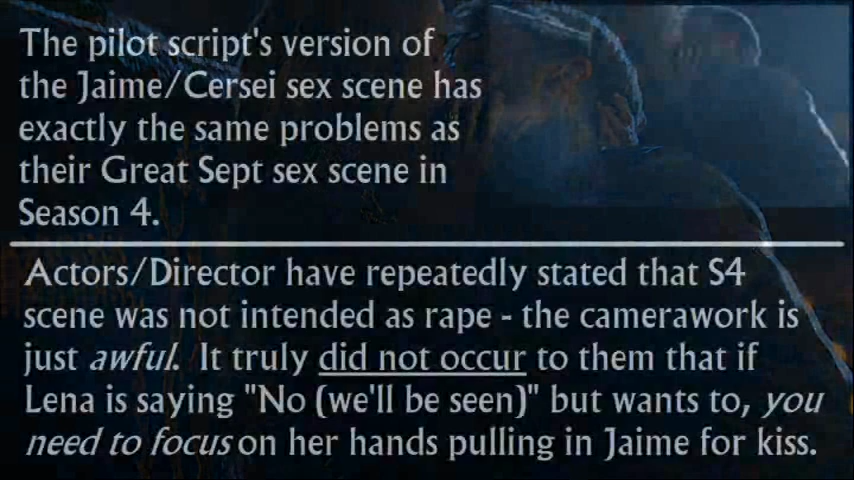 The pilot script's version of
the Jaime/Cersei sex scene has
exactly the same problems as
their Great Sept sex scene in
Season 4.
Actors/Director have repeatedly stated that S4
scene was not intended as rape - the camerawork is
just awful. It truly did not occur to them that if
Lena is saying "No (we'll be seen)" but wants to, you
need to focus on her hands pulling in Jaime for kiss.